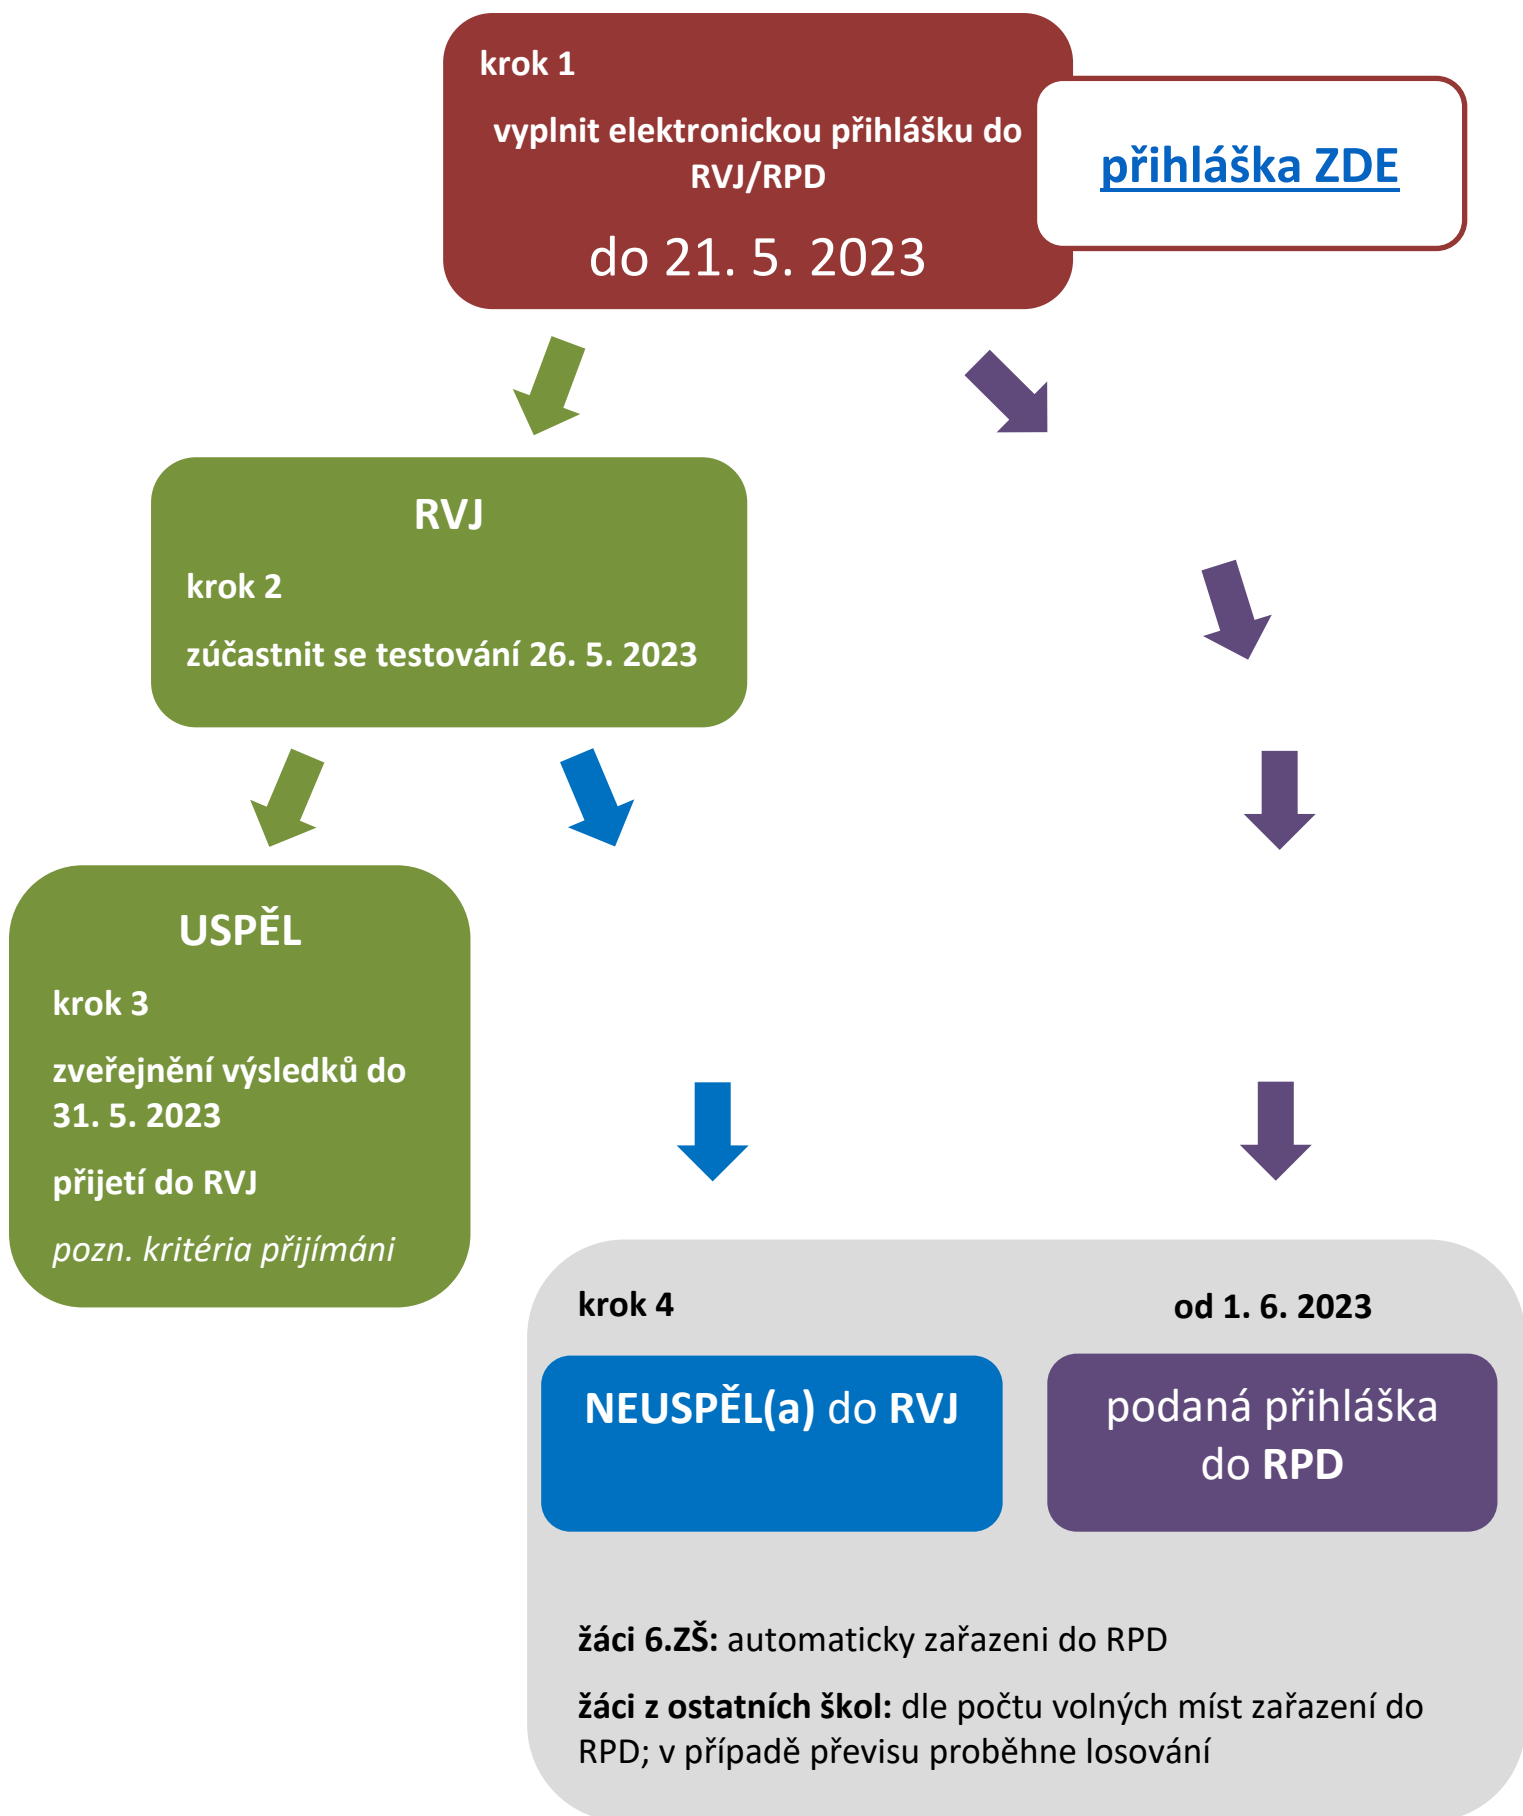 krok 1
vyplnit elektronickou přihlášku do
RVJ/RPD
do 21. 5. 2023
přihláška ZDE
RVJ
krok 2
zúčastnit se testování 26. 5. 2023
USPĚL
krok 3
zveřejnění výsledků do
31. 5. 2023
přijetí do RVJ
pozn. kritéria přijímáni
krok 4
od 1. 6. 2023
NEUSPĚL(a) do RVJ
podaná přihláška
do RPD
žáci 6.ZŠ: automaticky zařazeni do RPD
žáci z ostatních škol: dle počtu volných míst zařazení do
RPD; v případě převisu proběhne losování